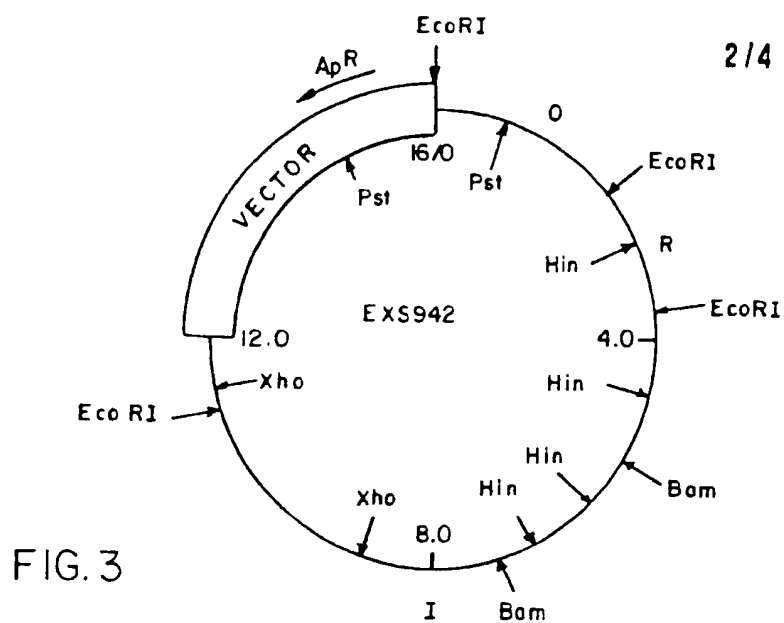 2/4
EcoRI
ApR
VECTOR
16/0
O
Pst
Pst
EcoRI
Hin
R
EXS942
EcoRI
12.0
4.0
Xho
Hin
Eco RI
Hin
Bam
Hin
Xho
8.0
Bam
I
FIG. 3